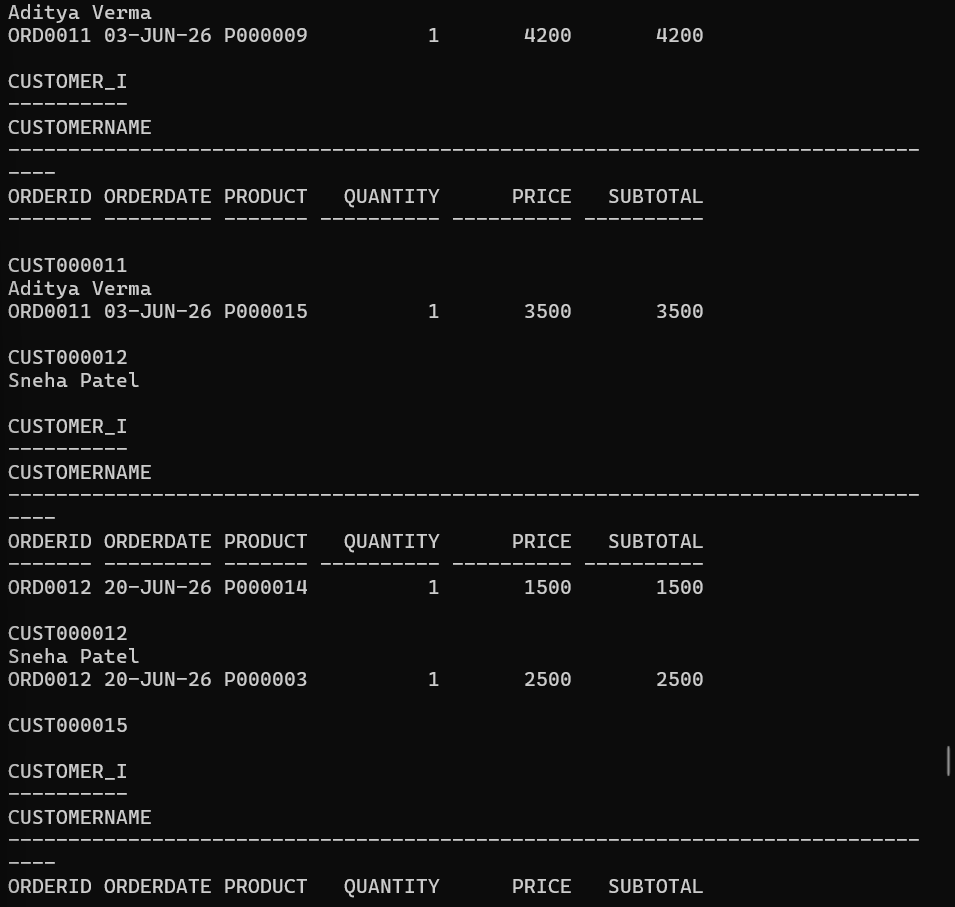 Aditya Verma
ORD0011 03-JUN-26 P000009          1       4200       4200
CUSTOMER_I
----------
CUSTOMERNAME
----------------------------------------------------------------------------
----
ORDERID ORDERDATE PRODUCT   QUANTITY      PRICE   SUBTOTAL
------- --------- ------- ---------- ---------- ----------
CUST000011
Aditya Verma
ORD0011 03-JUN-26 P000015          1       3500       3500
CUST000012
Sneha Patel
CUSTOMER_I
----------
CUSTOMERNAME
----------------------------------------------------------------------------
----
ORDERID ORDERDATE PRODUCT   QUANTITY      PRICE   SUBTOTAL
------- --------- ------- ---------- ---------- ----------
ORD0012 20-JUN-26 P000014          1       1500       1500
CUST000012
Sneha Patel
ORD0012 20-JUN-26 P000003          1       2500       2500
CUST000015
CUSTOMER_I
----------
CUSTOMERNAME
----------------------------------------------------------------------------
----
ORDERID ORDERDATE PRODUCT   QUANTITY      PRICE   SUBTOTAL